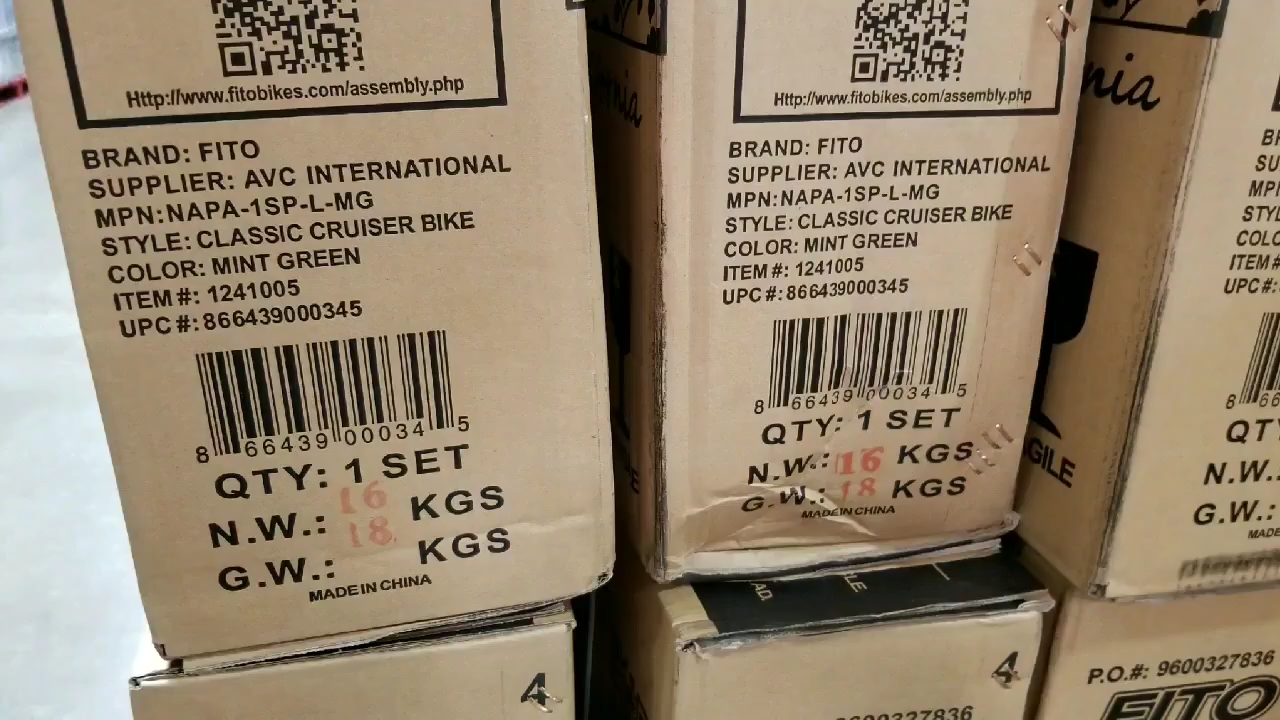 Http://www.fitobikes.com/assembly.php
BRAND: FITO
SUPPLIER: AVC INTERNATIONAL
MPN:NAPA-1SP-L-MG
STYLE: CLASSIC CRUISER BIKE
COLOR: MINT GREEN
ITEM#: 1241005
UPC#: 866439000345
8 66439 00034 5
QTY: 1 SET
N.W.: 16 KGS
G.W.: 18 KGS
MADE IN CHINA
4
Http://www.fitobikes.com/assembly.php
BRAND: FITO
SUPPLIER: AVC INTERNATIONAL
MPN:NAPA-1SP-L-MG
STYLE: CLASSIC CRUISER BIKE
COLOR: MINT GREEN
ITEM#: 1241005
UPC#: 866439000345
8 66439 00034 5
QTY: 1 SET
N.W.: 16 KGS
G.W.: 18 KGS
MADE IN CHINA
4
N.W.:
G.W.:
P.O.#: 9600327836
FITO